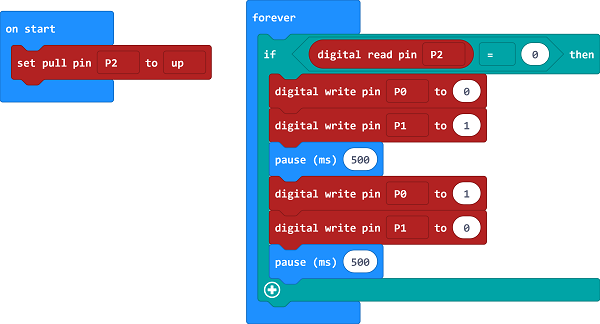 on start
set pull pin P2 to up
forever
if digital read pin P2 = 0 then
digital write pin P0 to 0
digital write pin P1 to 1
pause (ms) 500
digital write pin P0 to 1
digital write pin P1 to 0
pause (ms) 500